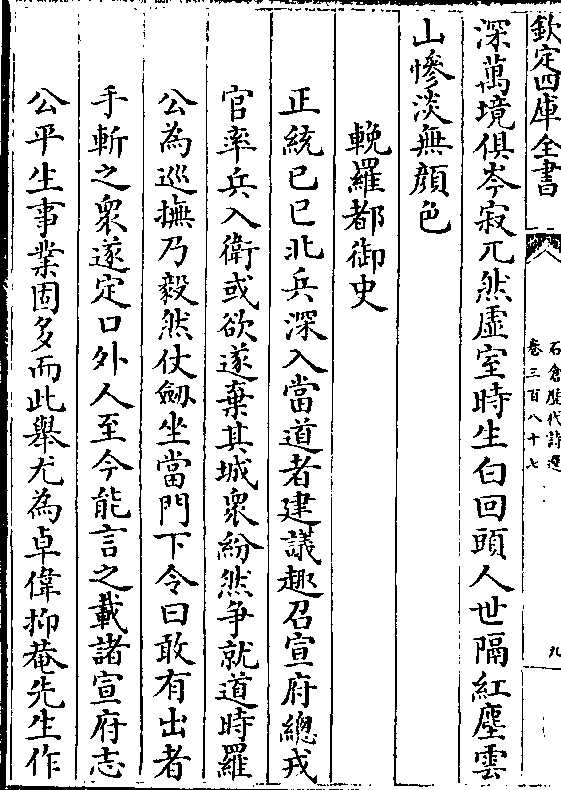 欽定四庫全書
石倉歷代詩選
卷三百八十七
九
深萬境俱岑寂兀然虛室時生白回頭人世隔紅塵雲
山慘淡無顏色
輓羅都御史
正統已巳北兵深入當道者建議趣召宣府總戎
官率兵入衛或欲遂棄其城衆紛然爭就道時羅
公為巡撫乃毅然仗劒坐當門下令曰敢有出者
手斬之衆遂定口外人至今能言之載諸宣府志
公平生事業固多而此舉尤為卓偉抑菴先生作